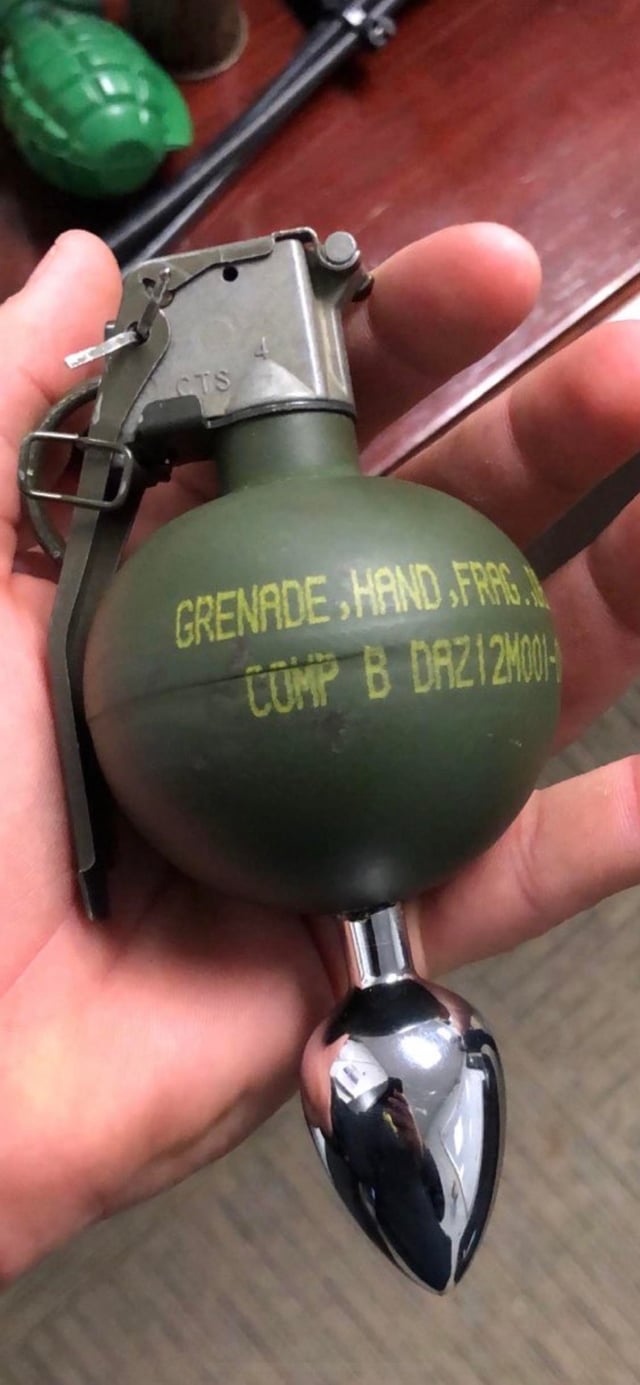 CTS 4
GRENADE, HAND, FRAG.
COMP B DAZ12M001-